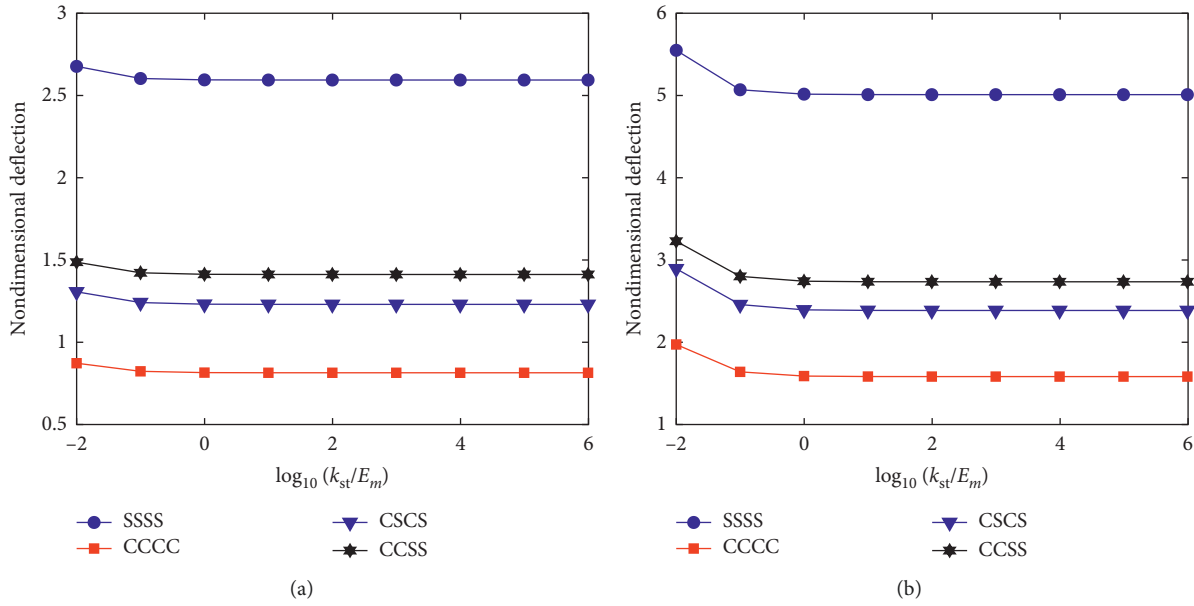 3
2.5
2
1.5
1
0.5
Nondimensional deflection
–2
0
2
4
6
log10 (kst/Em)
SSSS
CCCC
CSCS
CCSS
(a)
6
5
4
3
2
1
Nondimensional deflection
–2
0
2
4
6
log10 (kst/Em)
SSSS
CCCC
CSCS
CCSS
(b)